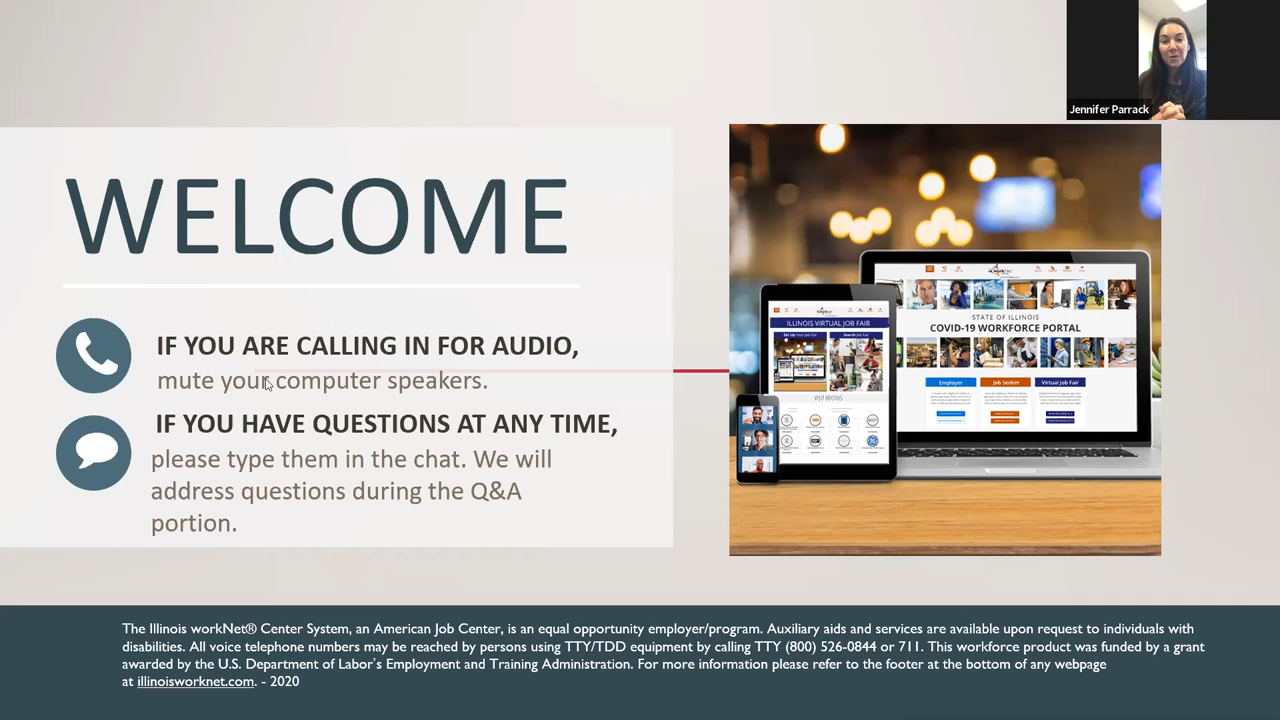 Jennifer Parrack
WELCOME
IF YOU ARE CALLING IN FOR AUDIO,
mute your computer speakers.
IF YOU HAVE QUESTIONS AT ANY TIME,
please type them in the chat. We will
address questions during the Q&A
portion.
STATE OF ILLINOIS
COVID-19 WORKFORCE PORTAL
Employer
Job Seeker
Virtual Job Fair
ILLINOIS VIRTUAL JOB FAIR
VISIT BOOTHS
The Illinois workNet® Center System, an American Job Center, is an equal opportunity employer/program. Auxiliary aids and services are available upon request to individuals with
disabilities. All voice telephone numbers may be reached by persons using TTY/TDD equipment by calling TTY (800) 526-0844 or 711. This workforce product was funded by a grant
awarded by the U.S. Department of Labor's Employment and Training Administration. For more information please refer to the footer at the bottom of any webpage
at illinoisworknet.com. - 2020